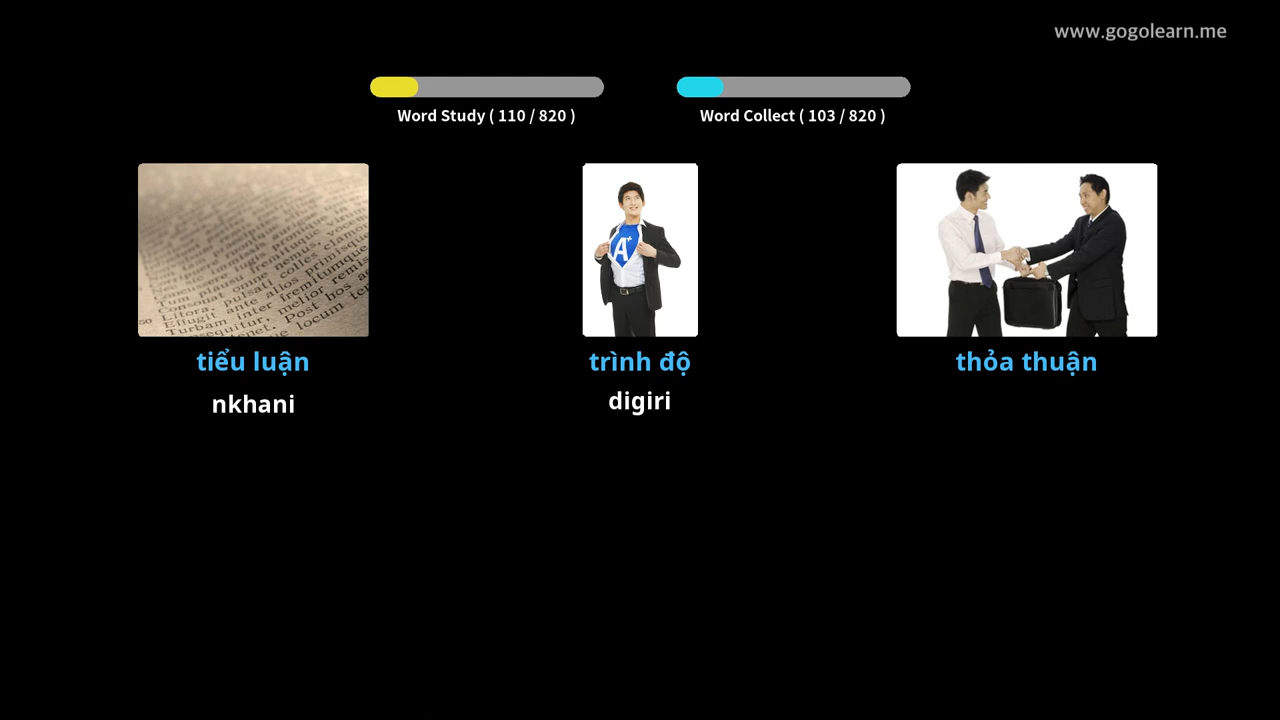 www.gogolearn.me
Word Study ( 110 / 820 )
Word Collect ( 103 / 820 )
A+
tiểu luận
trình độ
thỏa thuận
nkhani
digiri